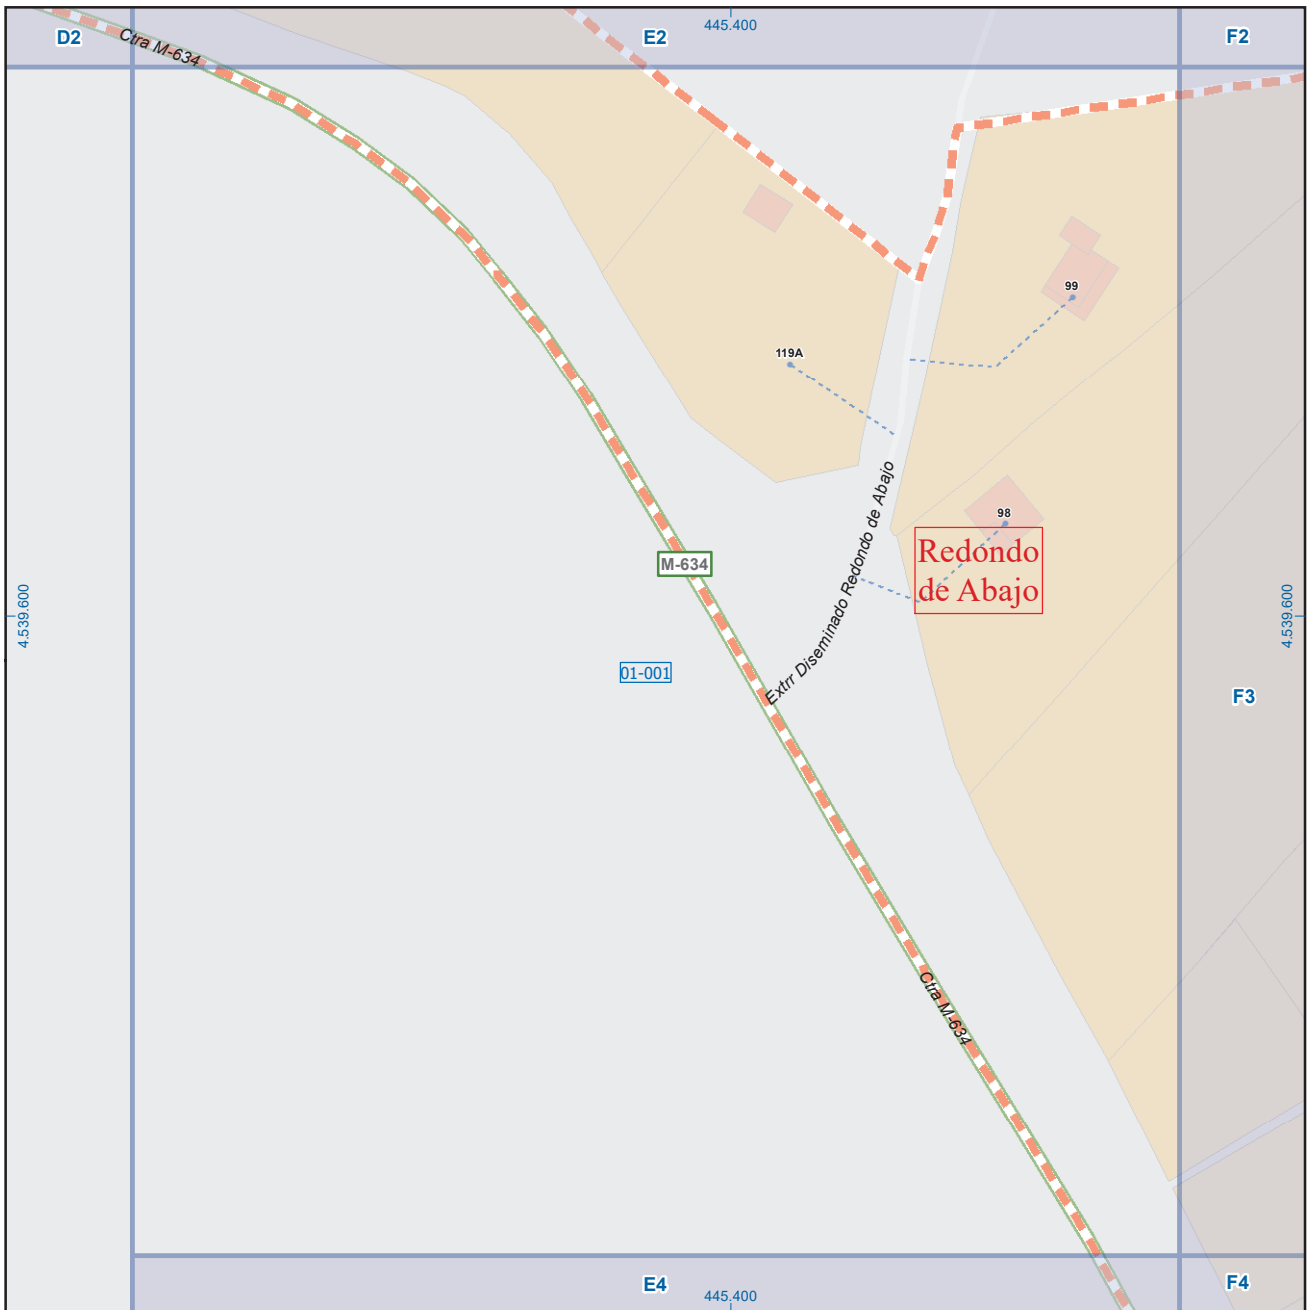 445.400
D2
E2
F2
Ctra M-634
99
119A
98
Redondo
de Abajo
Extrr Diseminado Redondo de Abajo
M-634
4.539.600
4.539.600
01-001
F3
Ctra M-634
E4
F4
445.400